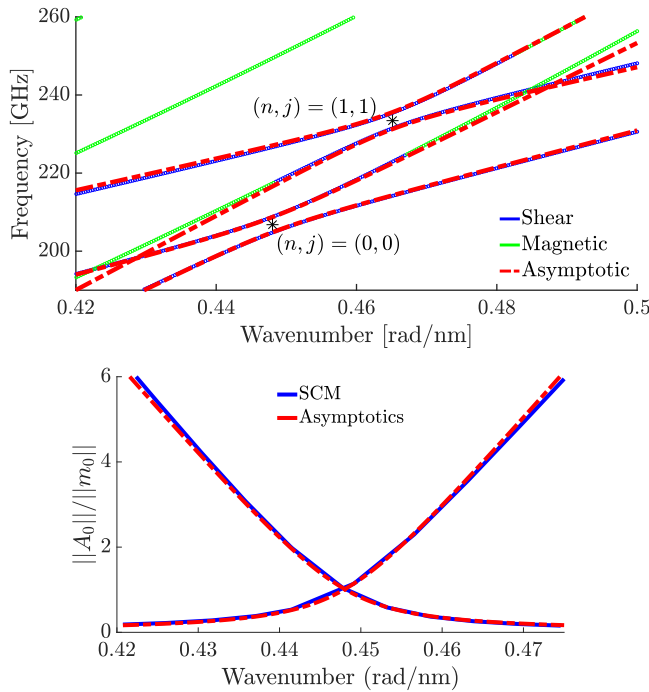 260
240
220
200
Frequency [GHz]
(n, j) = (1, 1)
(n, j) = (0, 0)
Shear
Magnetic
Asymptotic
0.42
0.44
0.46
0.48
0.5
Wavenumber [rad/nm]
6
4
2
0
||A₀||/||m₀||
SCM
Asymptotics
0.42
0.43
0.44
0.45
0.46
0.47
Wavenumber (rad/nm)